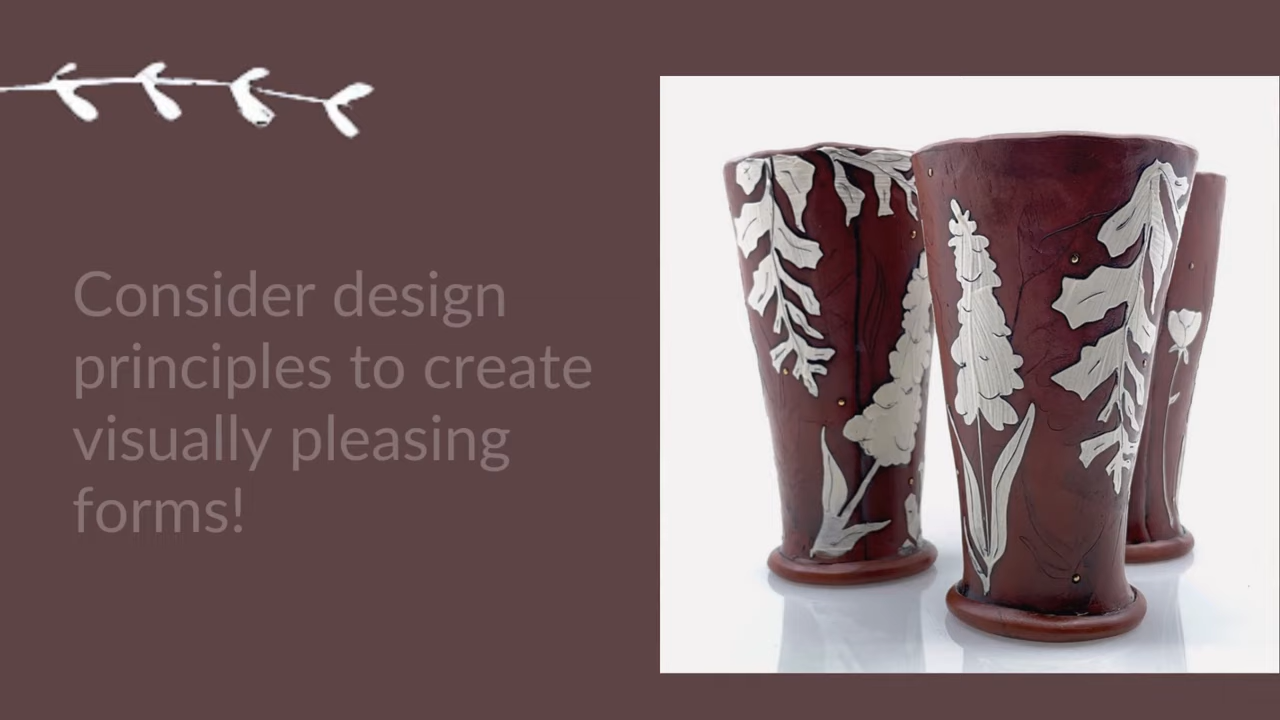 Consider design
principles to create
visually pleasing
forms!